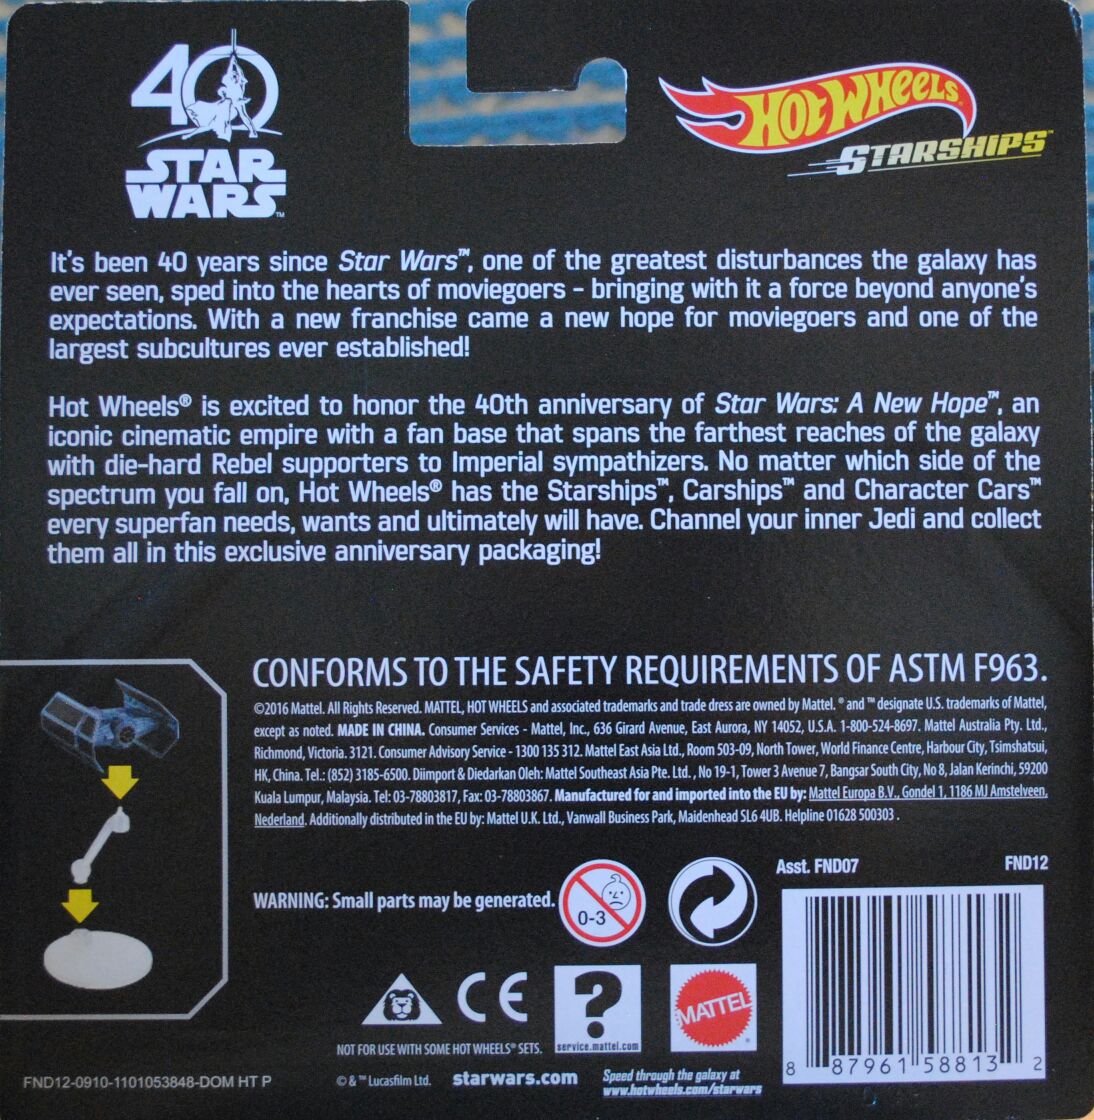 40
STAR
WARS™
HOT WHEELS®
STARSHIPS™
It's been 40 years since Star Wars™, one of the greatest disturbances the galaxy has
ever seen, sped into the hearts of moviegoers – bringing with it a force beyond anyone's
expectations. With a new franchise came a new hope for moviegoers and one of the
largest subcultures ever established!
Hot Wheels® is excited to honor the 40th anniversary of Star Wars: A New Hope™, an
iconic cinematic empire with a fan base that spans the farthest reaches of the galaxy
with die-hard Rebel supporters to Imperial sympathizers. No matter which side of the
spectrum you fall on, Hot Wheels® has the Starships™, Carships™ and Character Cars™
every superfan needs, wants and ultimately will have. Channel your inner Jedi and collect
them all in this exclusive anniversary packaging!
CONFORMS TO THE SAFETY REQUIREMENTS OF ASTM F963.
©2016 Mattel. All Rights Reserved. MATTEL, HOT WHEELS and associated trademarks and trade dress are owned by Mattel. ® and ™ designate U.S. trademarks of Mattel,
except as noted. MADE IN CHINA. Consumer Services - Mattel, Inc., 636 Girard Avenue, East Aurora, NY 14052, U.S.A. 1-800-524-8697. Mattel Australia Pty. Ltd.,
Richmond, Victoria. 3121. Consumer Advisory Service - 1300 135 312. Mattel East Asia Ltd., Room 503-09, North Tower, World Finance Centre, Harbour City, Tsimshatsui,
HK, China. Tel.: (852) 3185-6500. Diimport & Diedarkan Oleh: Mattel Southeast Asia Pte. Ltd. , No 19-1, Tower 3 Avenue 7, Bangsar South City, No 8, Jalan Kerinchi, 59200
Kuala Lumpur, Malaysia. Tel: 03-78803817, Fax: 03-78803867. Manufactured for and imported into the EU by: Mattel Europa B.V., Gondel 1, 1186 MJ Amstelveen,
Nederland. Additionally distributed in the EU by: Mattel U.K. Ltd., Vanwall Business Park, Maidenhead SL6 4UB. Helpline 01628 500303 .
Asst. FND07 FND12
WARNING: Small parts may be generated.
0-3
CE
?
service.mattel.com
MATTEL
NOT FOR USE WITH SOME HOT WHEELS® SETS.
8 87961 58813 2
FND12-0910-1101053848-DOM HT P
© & ™ Lucasfilm Ltd. starwars.com
Speed through the galaxy at
www.hotwheels.com/starwars